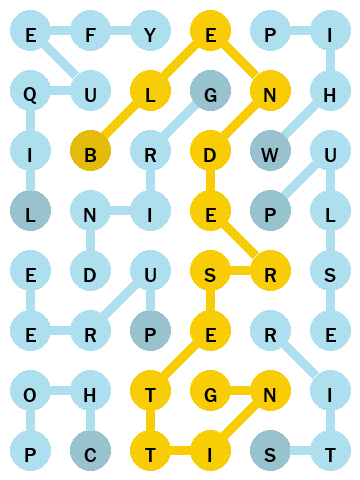 E F Y E P I
Q U L G N H
I B R D W U
L N I E P L
E D U S R S
E R P E R E
O H T G N I
P C T I S T